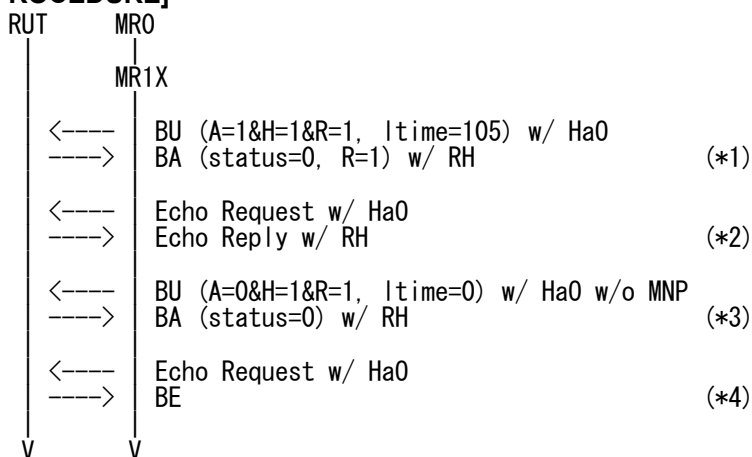 ROCEDURE]
RUT MR0
MR1X
<---- BU (A=1&H=1&R=1, ltime=105) w/ HaO
----> BA (status=0, R=1) w/ RH (*1)
<---- Echo Request w/ HaO
----> Echo Reply w/ RH (*2)
<---- BU (A=0&H=1&R=1, ltime=0) w/ HaO w/o MNP
----> BA (status=0) w/ RH (*3)
<---- Echo Request w/ HaO
----> BE (*4)
V V